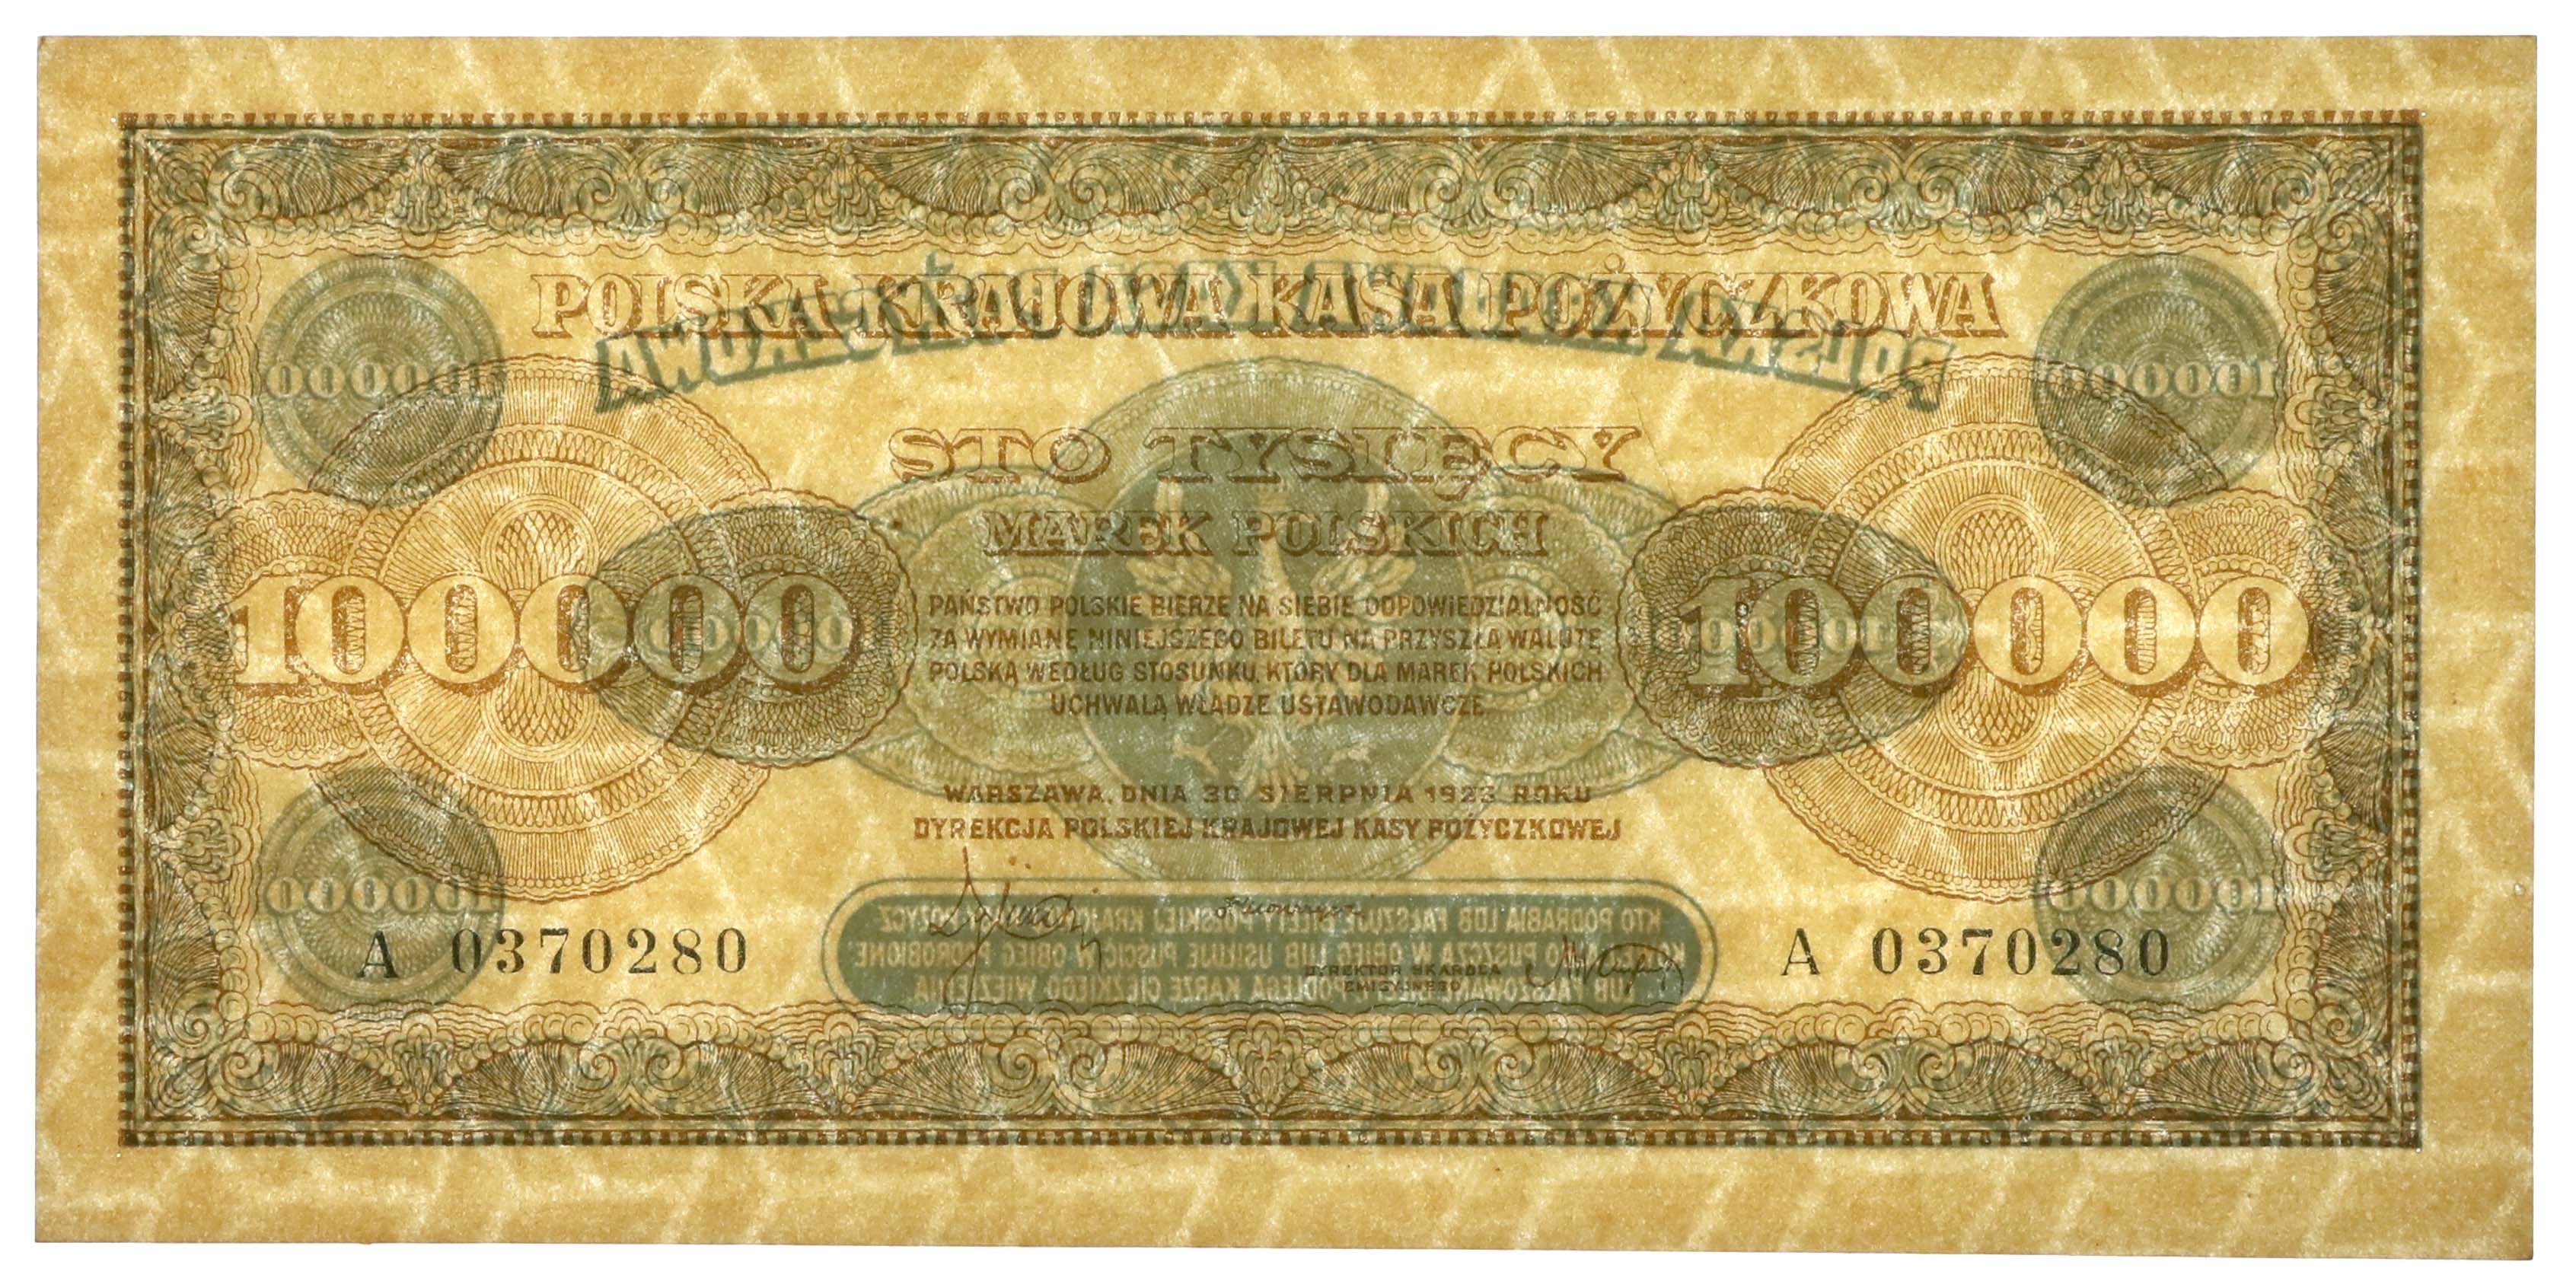 POLSKA KRAJOWA KASA POŻYCZKOWA
STO TYSIĘCY
MAREK POLSKICH
100000
100000
PAŃSTWO POLSKIE BIERZE NA SIEBIE ODPOWIEDZIALNOŚĆ
ZA WYMIANĘ NINIEJSZEGO BILETU NA PRZYSZŁĄ WALUTĘ
POLSKĄ WEDŁUG STOSUNKU, KTÓRY DLA MAREK POLSKICH
UCHWALĄ WŁADZE USTAWODAWCZE
WARSZAWA, DNIA 30 SIERPNIA 1923 ROKU
DYREKCJA POLSKIEJ KRAJOWEJ KASY POŻYCZKOWEJ
DYREKTOR SKARBCA
EMISYJNEGO
A 0370280
A 0370280